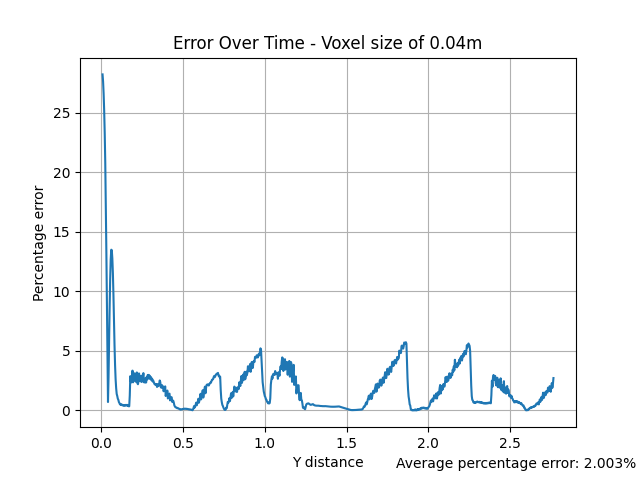 Error Over Time - Voxel size of 0.04m
Percentage error
25
20
15
10
5
0
0.0 0.5 1.0 1.5 2.0 2.5
Y distance
Average percentage error: 2.003%